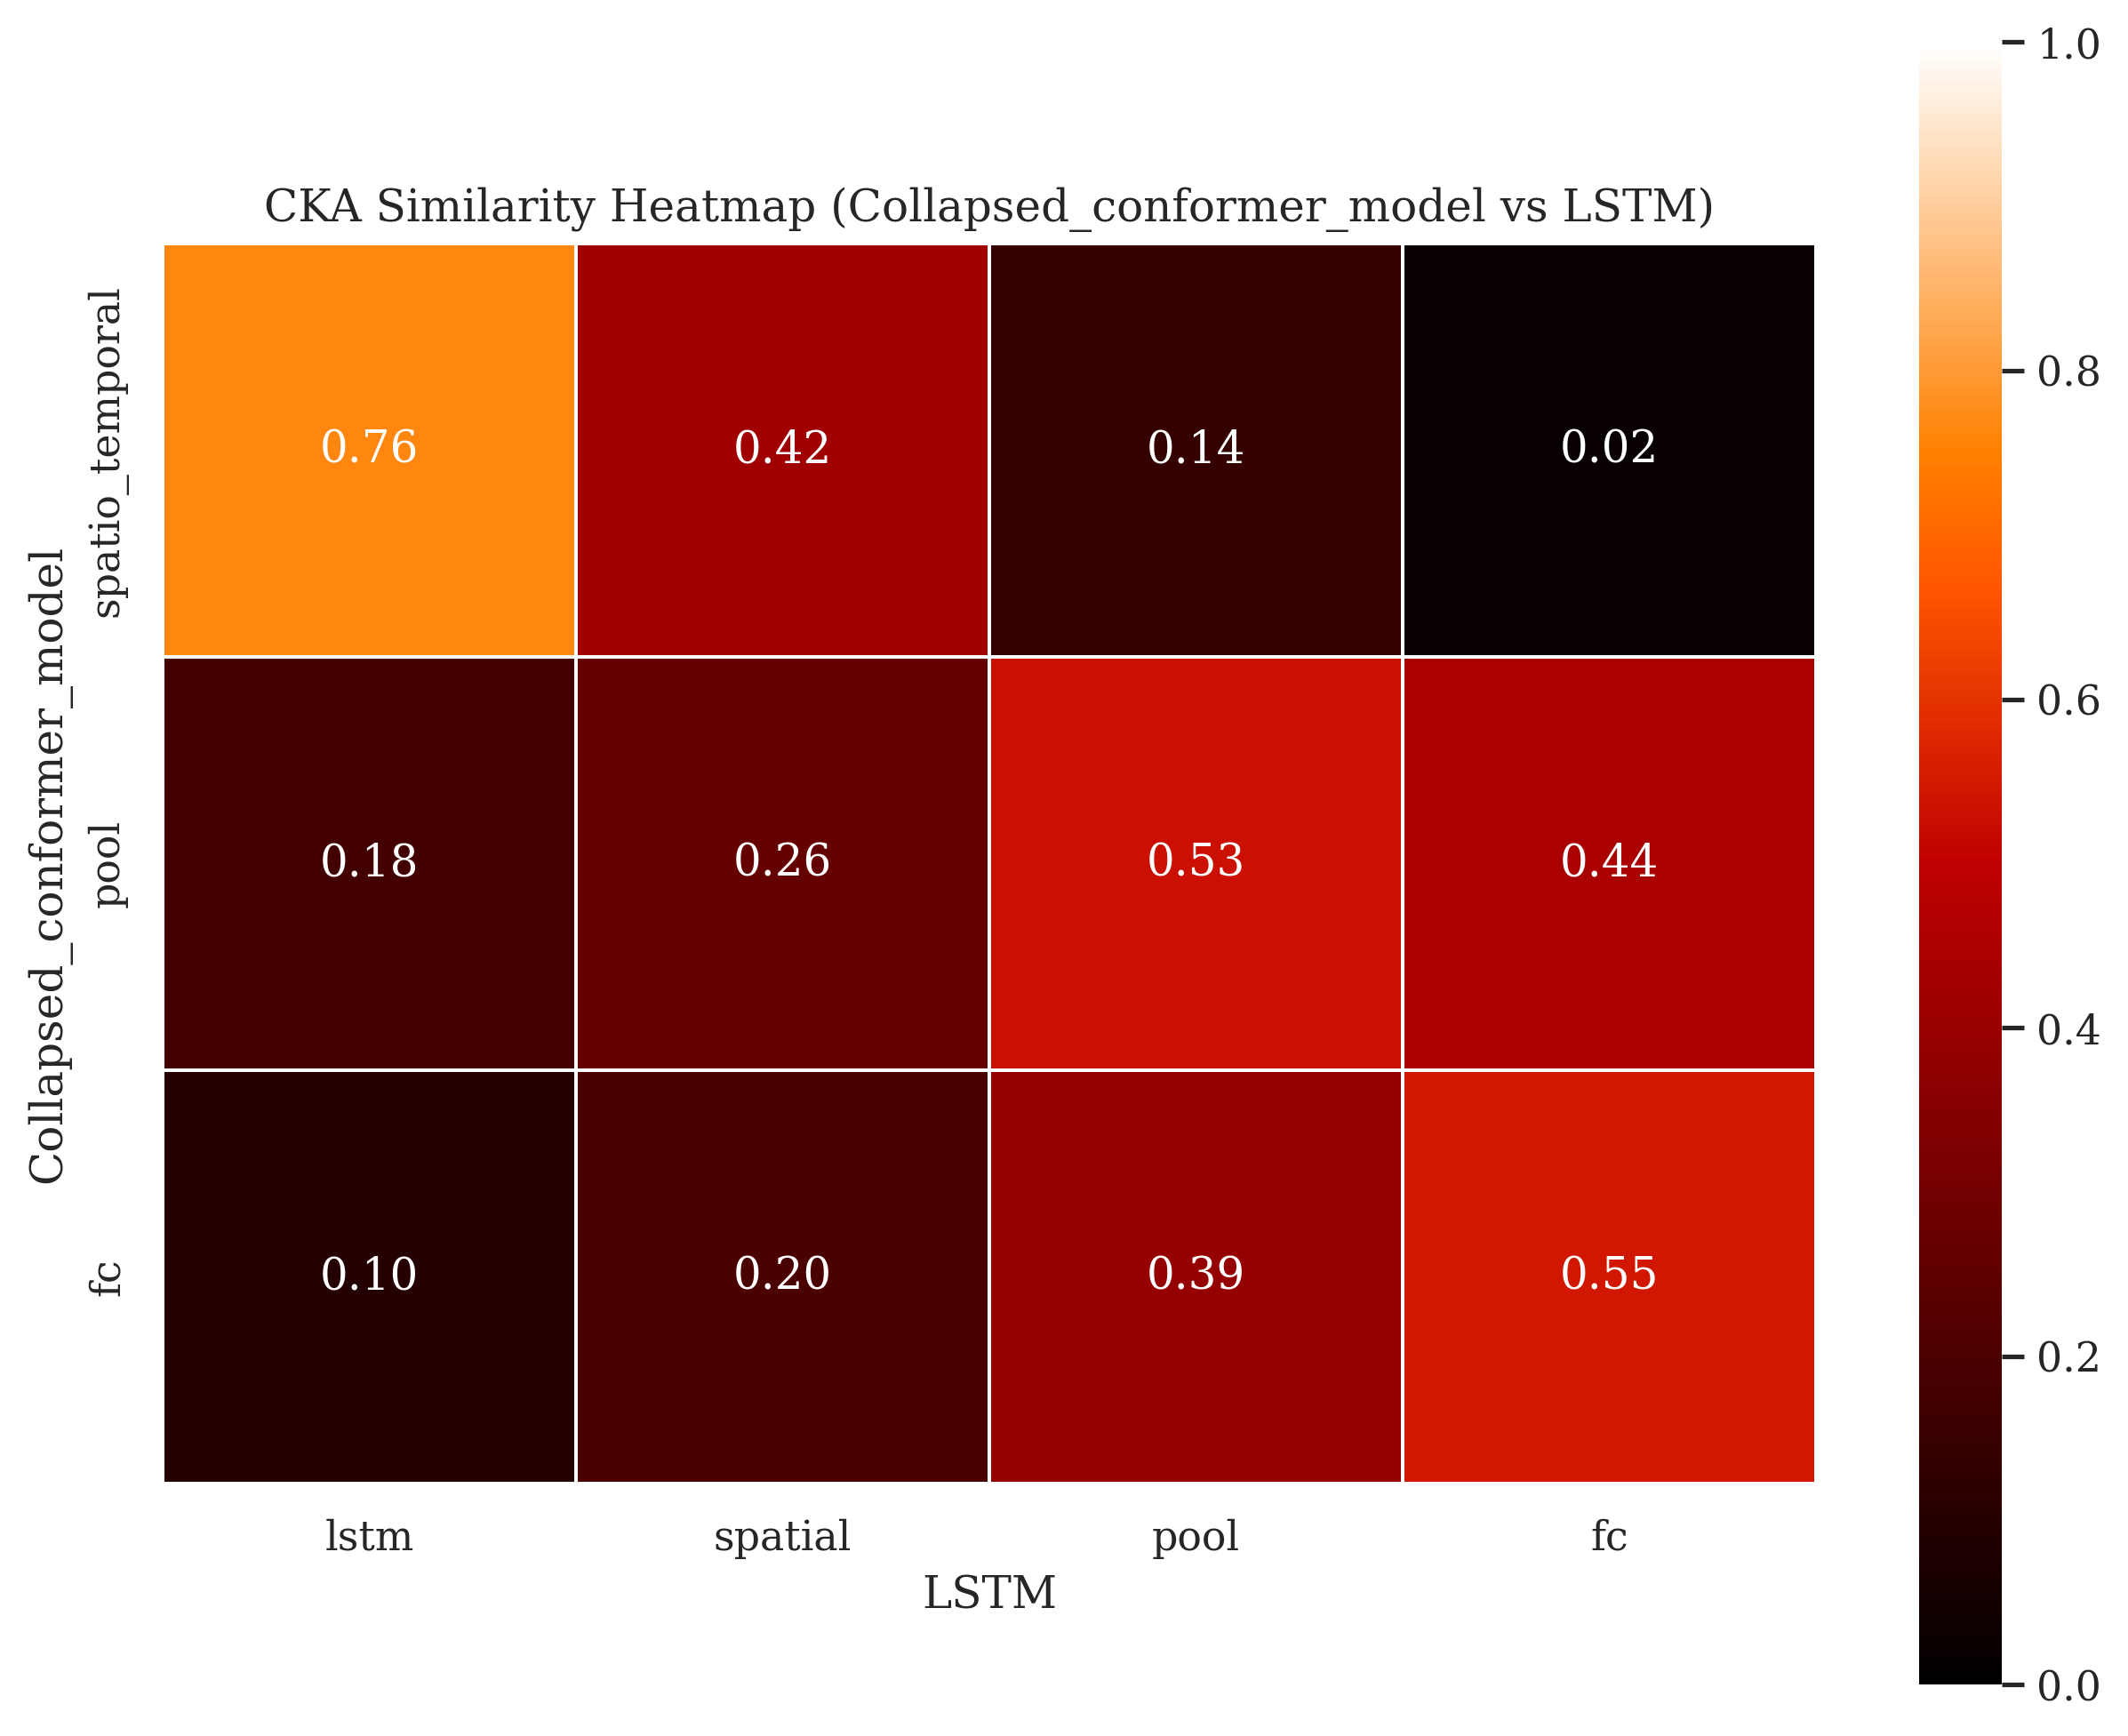 CKA Similarity Heatmap (Collapsed_conformer_model vs LSTM)
Collapsed_conformer_model
spatio_temporal
0.76 0.42 0.14 0.02
pool
0.18 0.26 0.53 0.44
fc
0.10 0.20 0.39 0.55
lstm spatial pool fc
LSTM
1.0
0.8
0.6
0.4
0.2
0.0